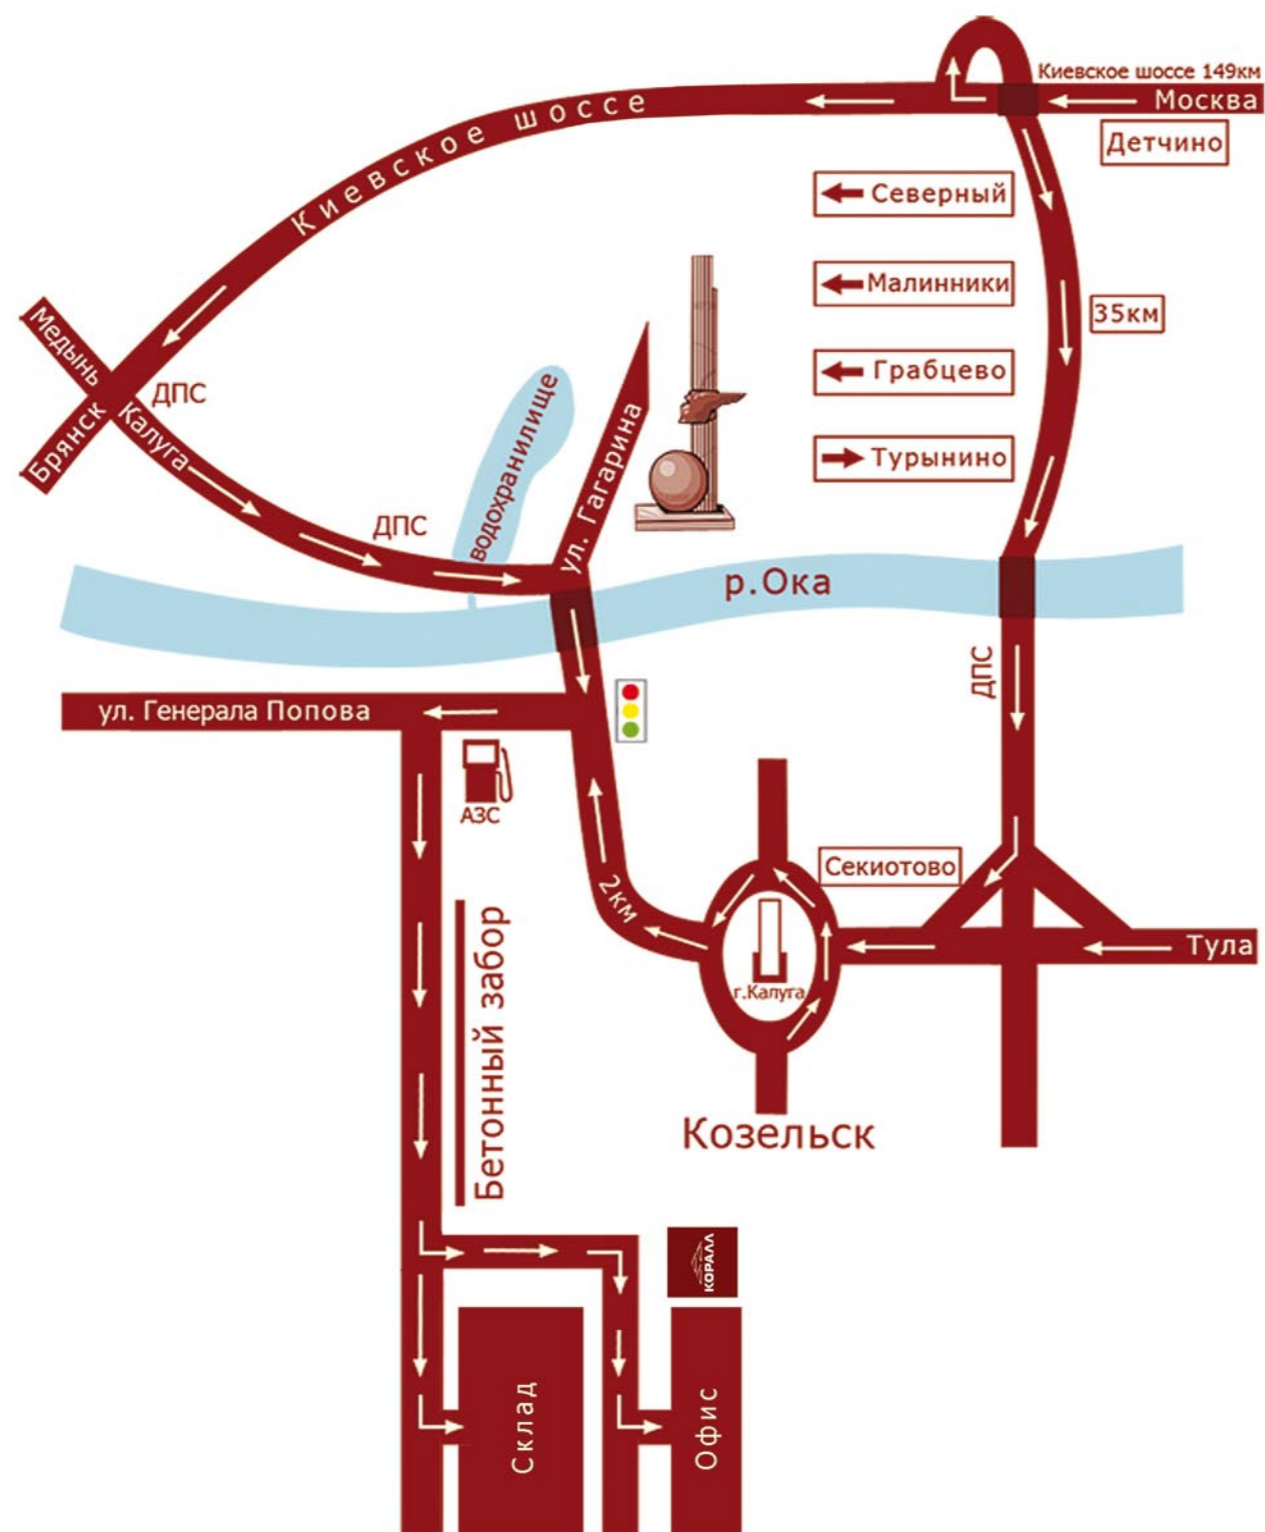 Киевское шоссе 149км
Москва
Киевское шоссе
Детчино
Северный
Малинники
35км
Медынь
Грабцево
ДПС
Калуга
Брянск
водохранилище
ул. Гагарина
Турынино
ДПС
р.Ока
ДПС
ул. Генерала Попова
АЗС
Секиотово
2км
Тула
г.Калуга
Бетонный забор
Козельск
КОРАЛЛ
Склад
Офис